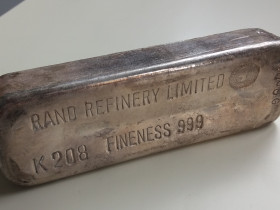 RAND REFINERY LIMITED
K 208 FINENESS 999